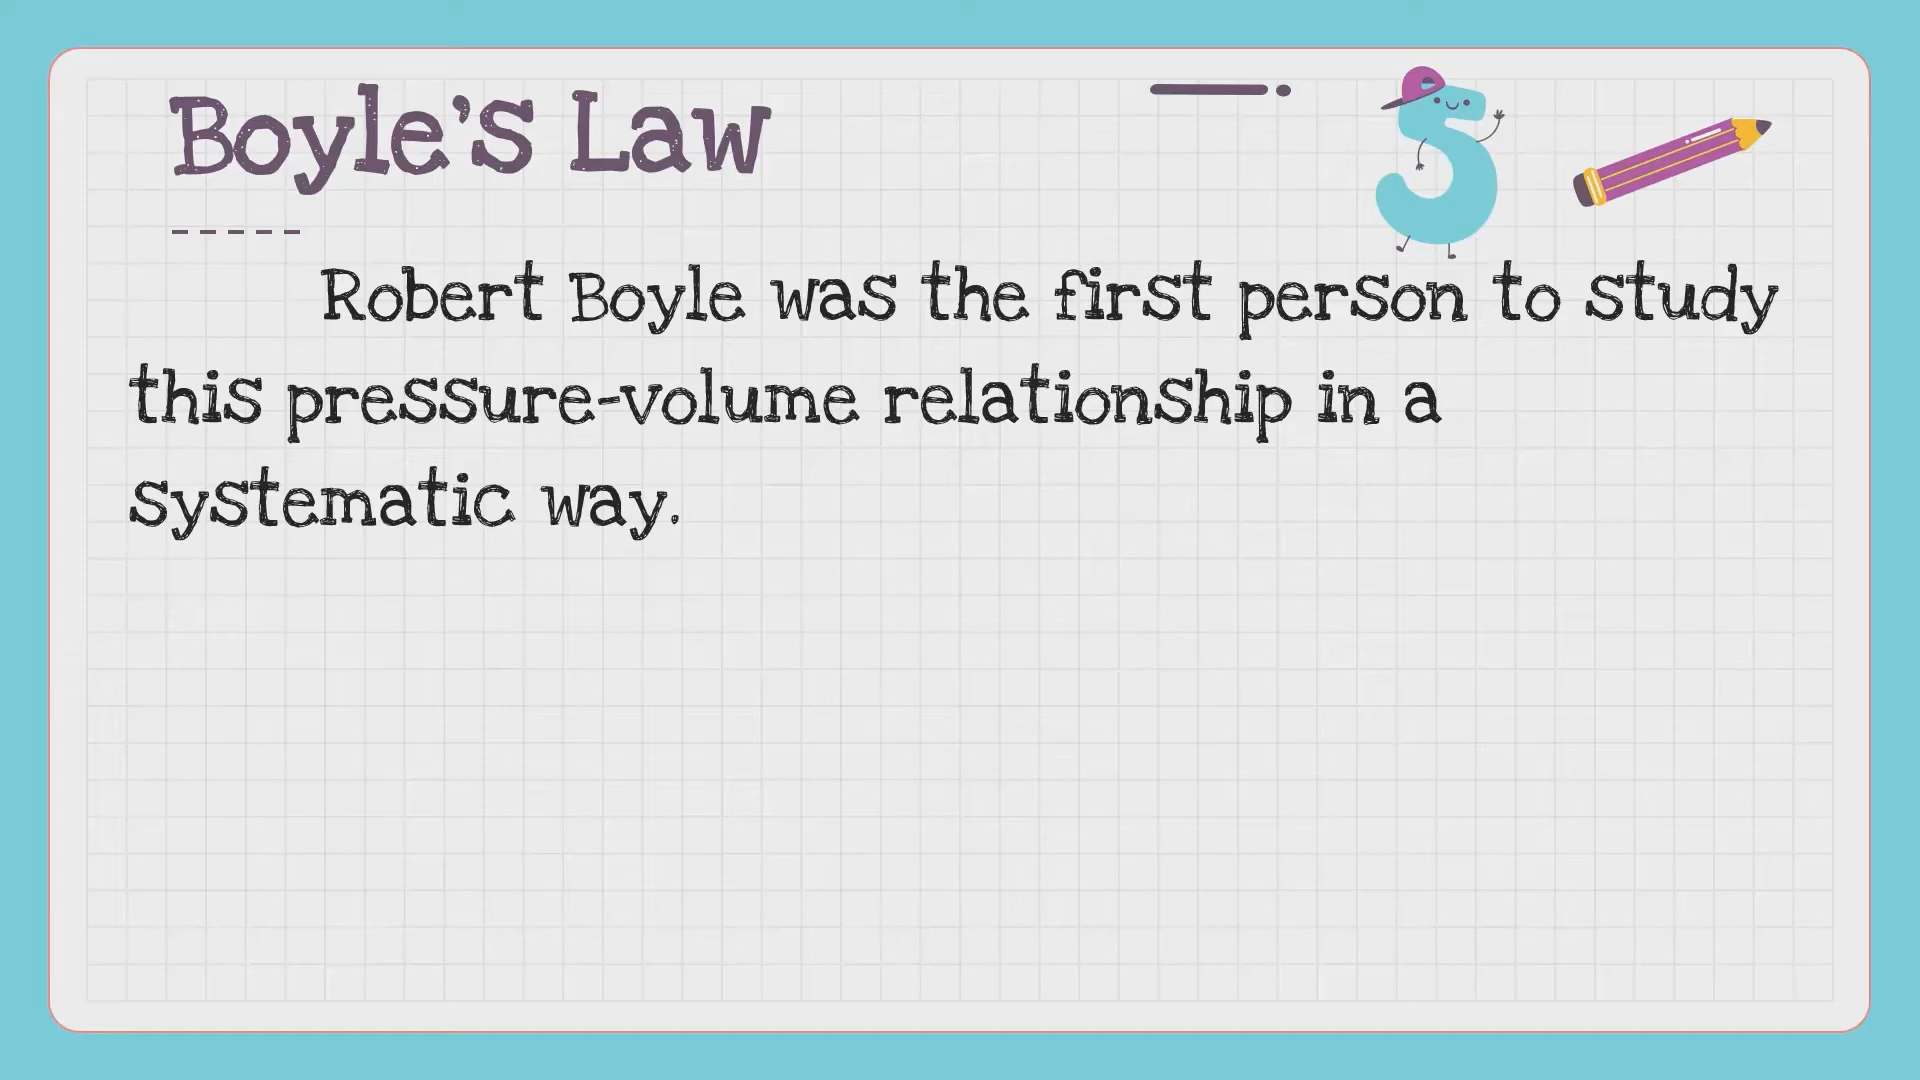 Boyle's Law
Robert Boyle was the first person to study
this pressure-volume relationship in a
systematic way.